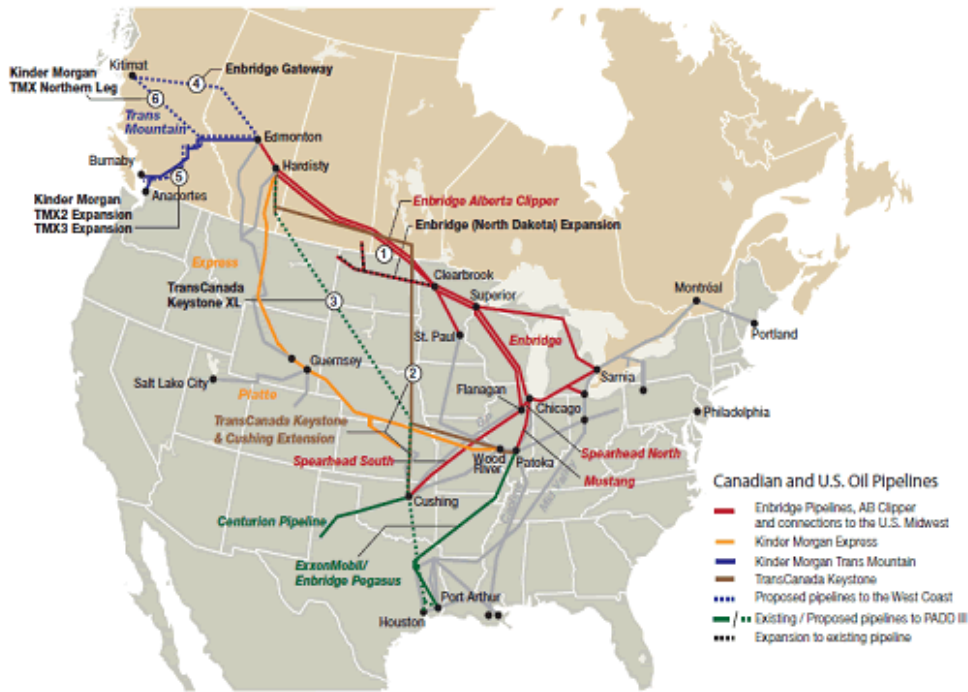 Kitimat
Kinder Morgan
TMX Northern Leg
4
Enbridge Gateway
6
Trans
Mountain
Edmonton
Hardisty
Burnaby
5
Anacortes
Kinder Morgan
TMX2 Expansion
TMX3 Expansion
Enbridge Alberta Clipper
Enbridge (North Dakota) Expansion
1
Express
Clearbrook
TransCanada
Keystone XL
3
Superior
Montréal
St. Paul
Enbridge
Portland
Guernsey
Salt Lake City
2
Sarnia
Platte
Flanagan
Chicago
Philadelphia
TransCanada Keystone
& Cushing Extension
Spearhead South
Wood
River
Patoka
Spearhead North
Mustang
Cushing
Centurion Pipeline
ExxonMobil/
Enbridge Pegasus
Port Arthur
Houston
Canadian and U.S. Oil Pipelines
Enbridge Pipelines, AB Clipper
and connections to the U.S. Midwest
Kinder Morgan Express
Kinder Morgan Trans Mountain
TransCanada Keystone
Proposed pipelines to the West Coast
/ Existing / Proposed pipelines to PADD III
Expansion to existing pipeline